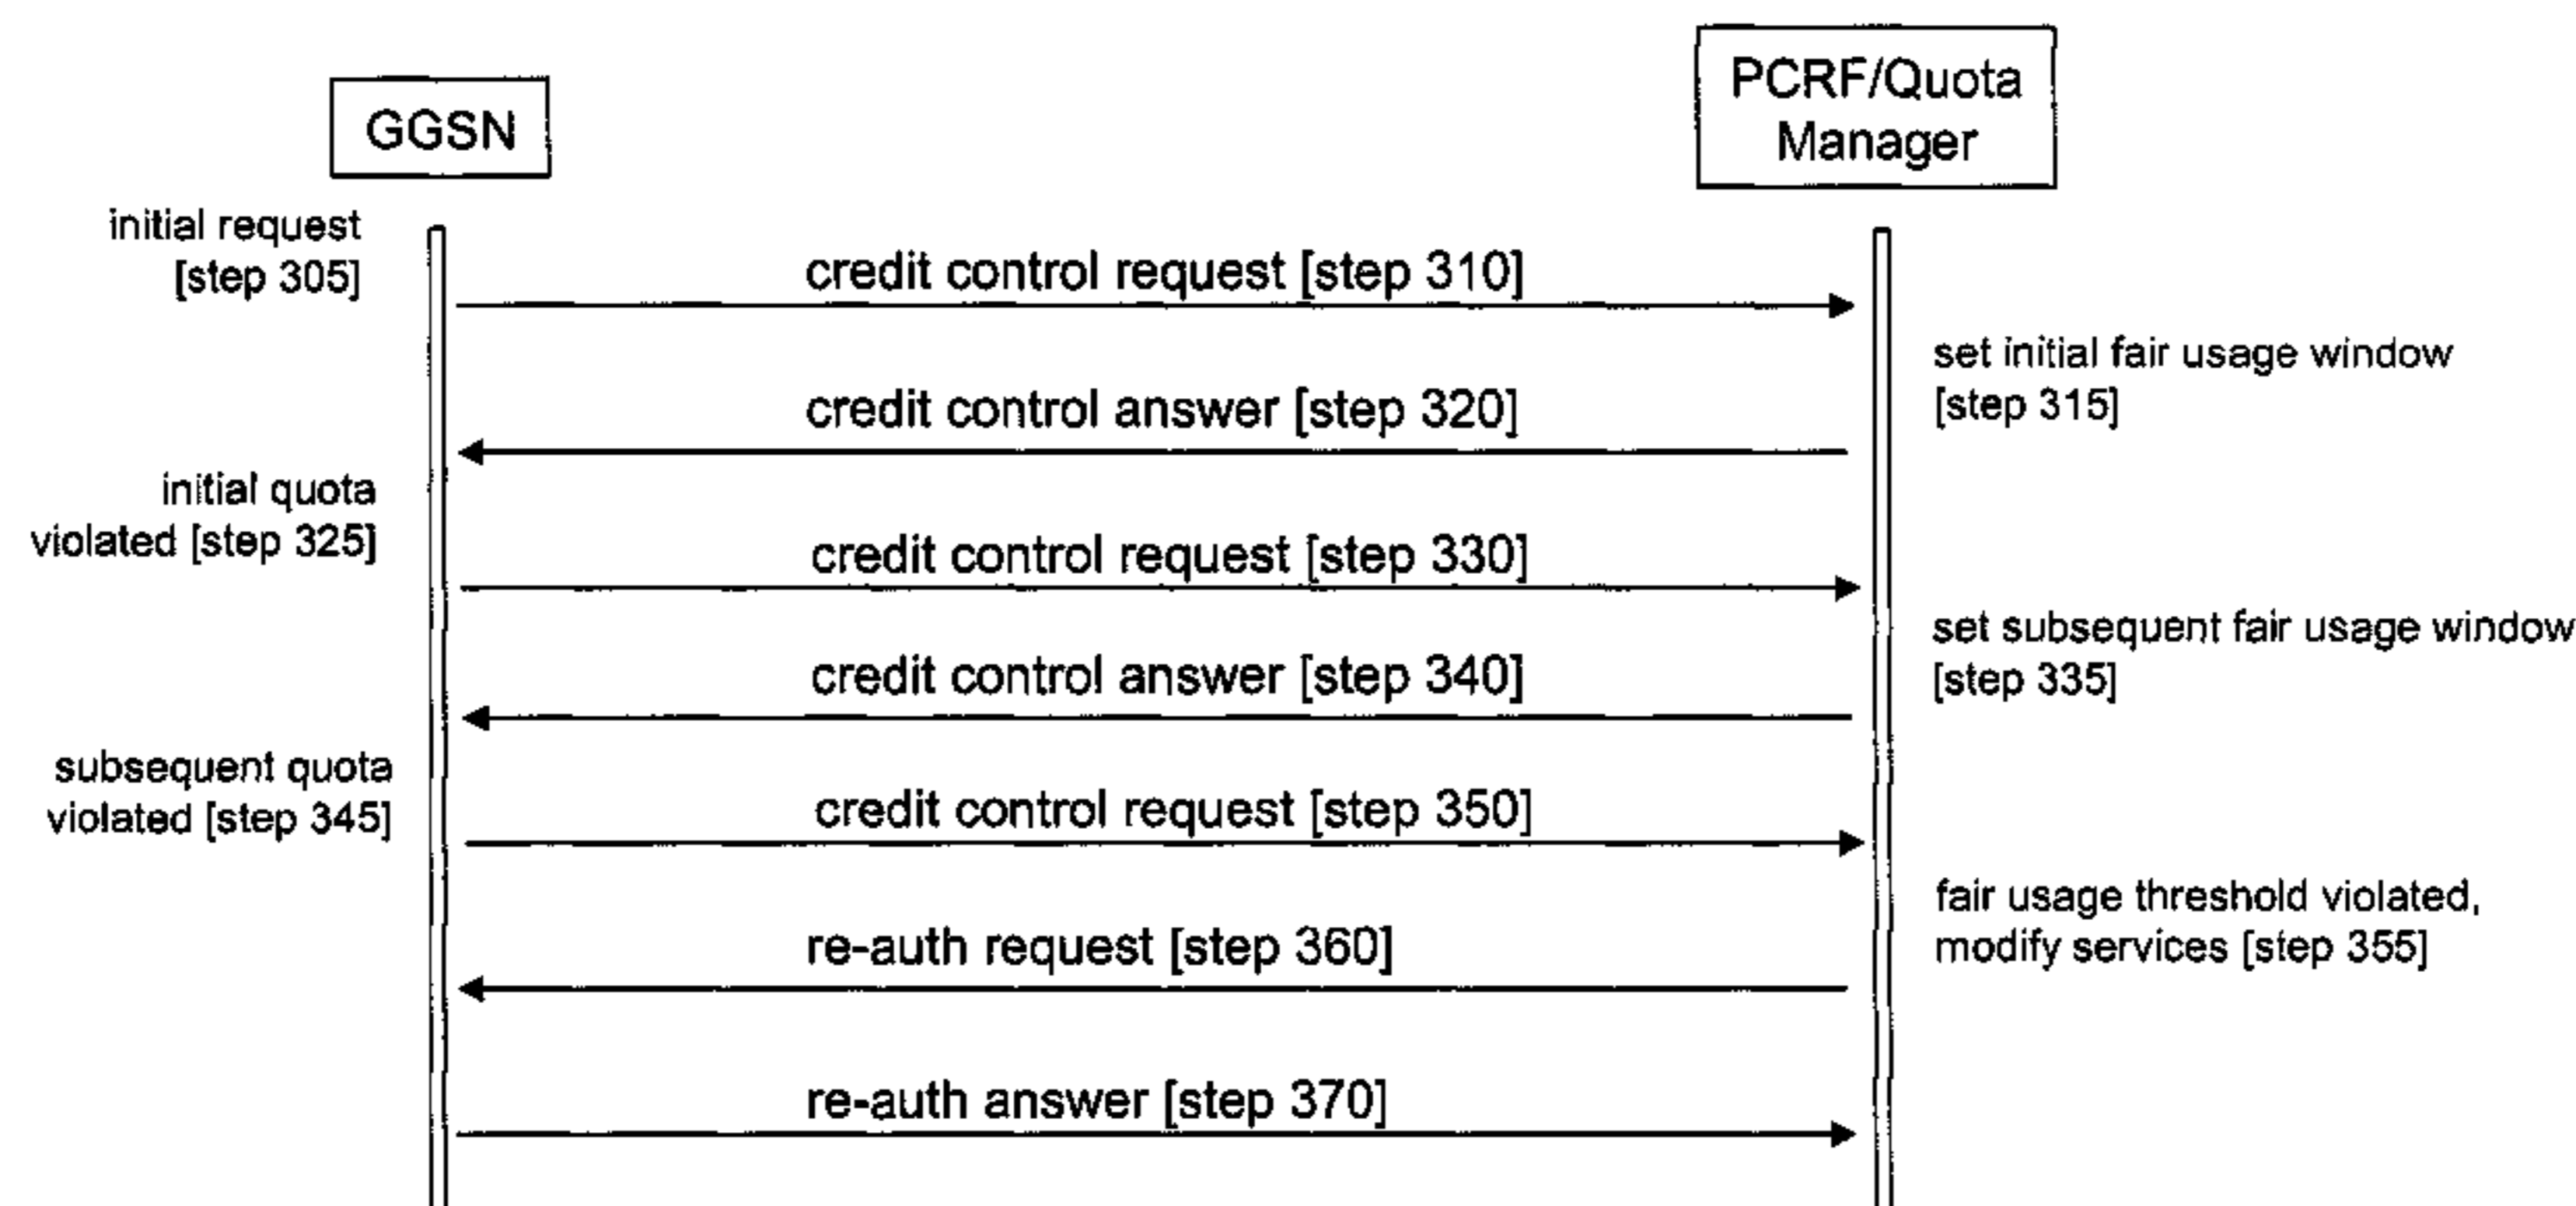 GGSN
PCRF/Quota
Manager
initial request
[step 305]
credit control request [step 310]
set initial fair usage window
[step 315]
credit control answer [step 320]
initial quota
violated [step 325]
credit control request [step 330]
set subsequent fair usage window
[step 335]
credit control answer [step 340]
subsequent quota
violated [step 345]
credit control request [step 350]
fair usage threshold violated,
modify services [step 355]
re-auth request [step 360]
re-auth answer [step 370]